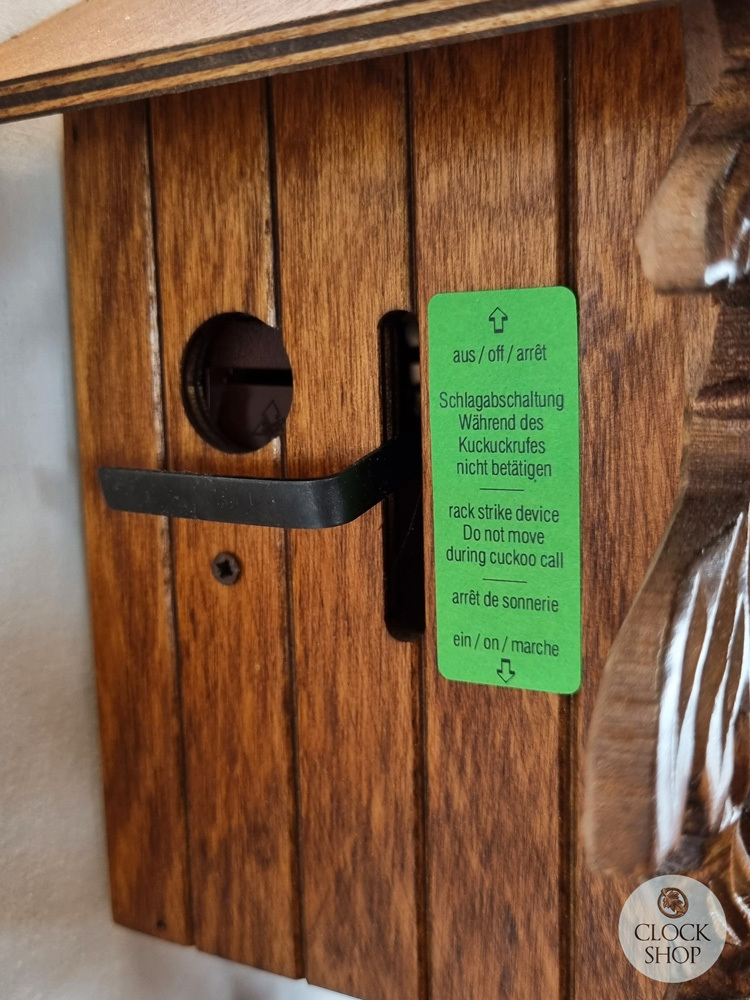 aus / off / arrêt
Schlagabschaltung
Während des
Kuckuckrufes
nicht betätigen
rack strike device
Do not move
during cuckoo call
arrêt de sonnerie
ein / on / marche
CLOCK
SHOP